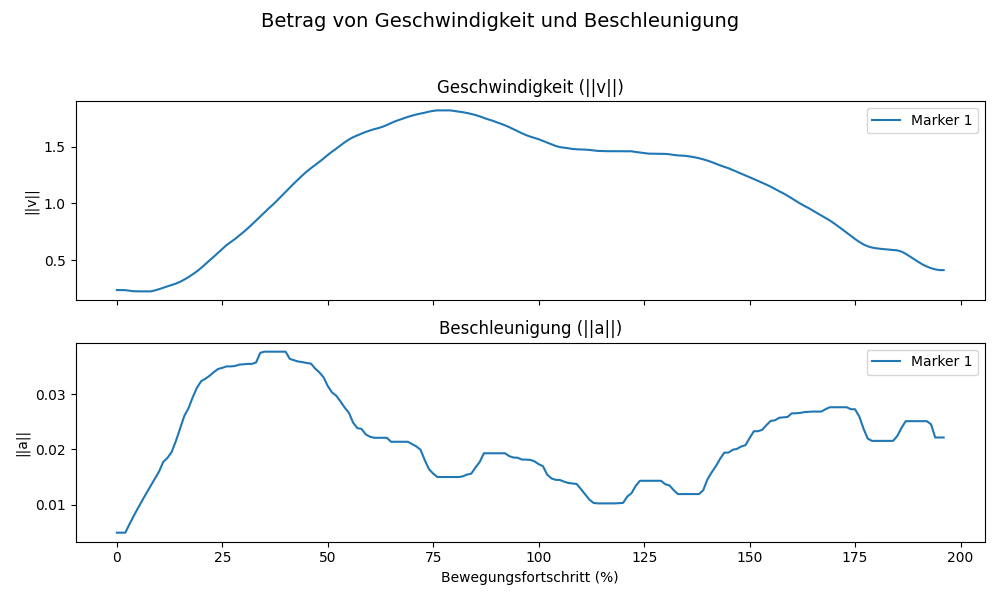 Betrag von Geschwindigkeit und Beschleunigung
Geschwindigkeit (||v||)
Marker 1
||v||
1.5
1.0
0.5
Beschleunigung (||a||)
Marker 1
||a||
0.03
0.02
0.01
0 25 50 75 100 125 150 175 200
Bewegungsfortschritt (%)